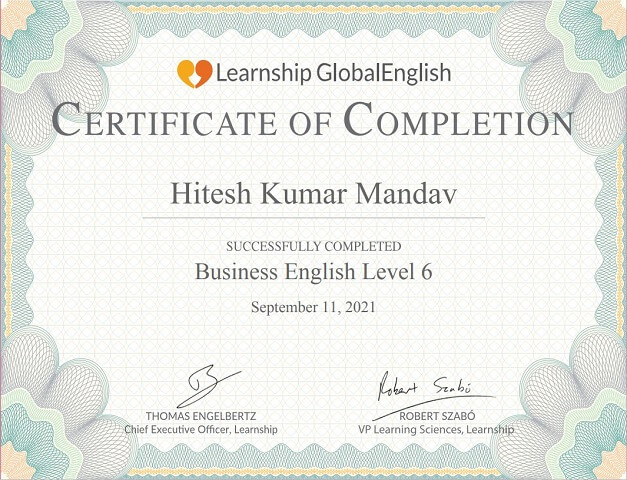 Learnship GlobalEnglish
CERTIFICATE OF COMPLETION
Hitesh Kumar Mandav
SUCCESSFULLY COMPLETED
Business English Level 6
September 11, 2021
Robert Szabó
THOMAS ENGELBERTZ
Chief Executive Officer, Learnship
ROBERT SZABÓ
VP Learning Sciences, Learnship